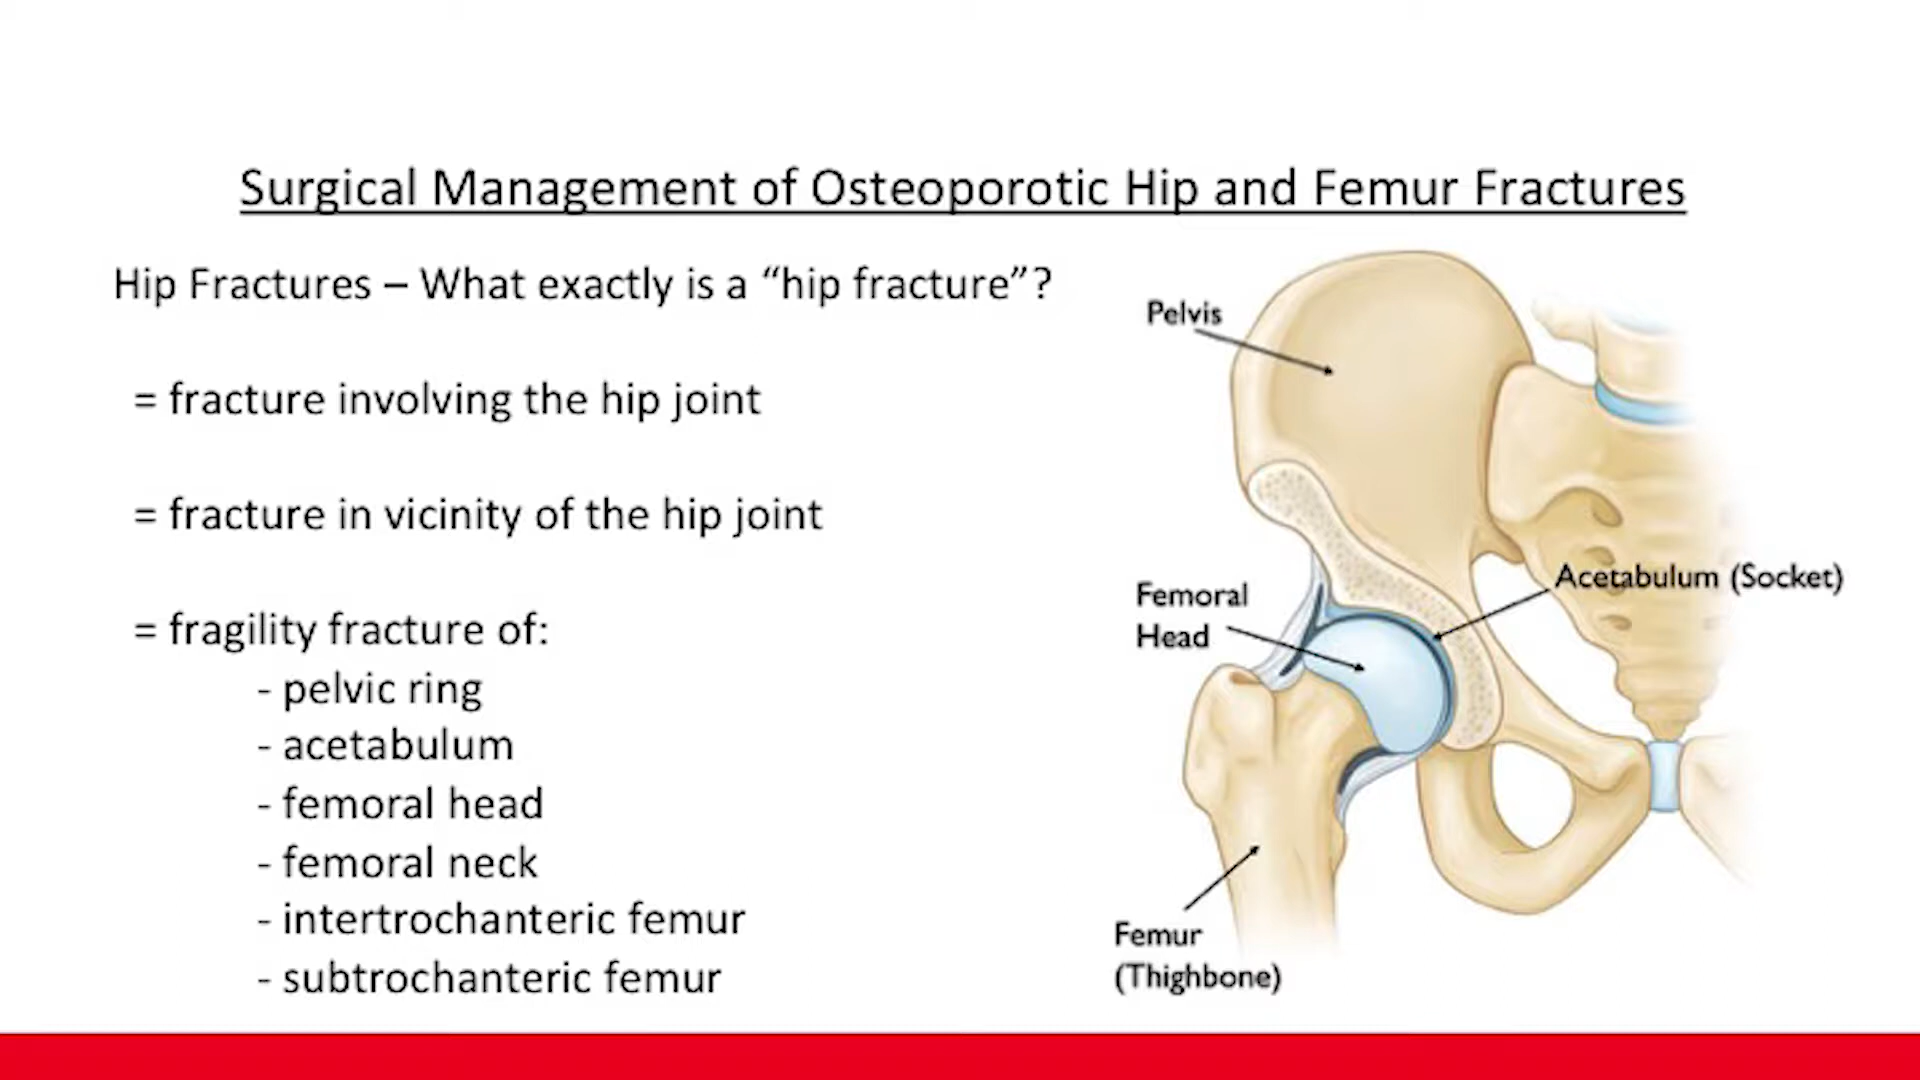 Surgical Management of Osteoporotic Hip and Femur Fractures
Hip Fractures – What exactly is a “hip fracture”?
= fracture involving the hip joint
= fracture in vicinity of the hip joint
= fragility fracture of:
- pelvic ring
- acetabulum
- femoral head
- femoral neck
- intertrochanteric femur
- subtrochanteric femur
Pelvis
Acetabulum (Socket)
Femoral
Head
Femur
(Thighbone)